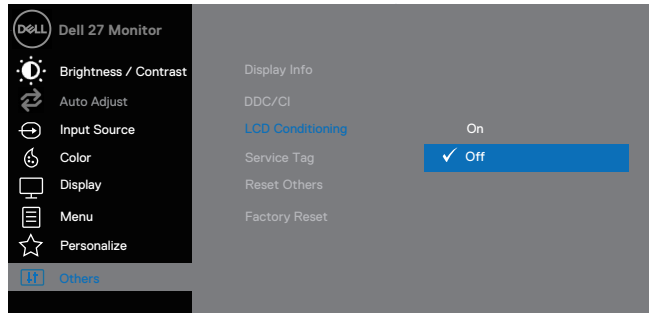 DELL Dell 27 Monitor
Brightness / Contrast
Auto Adjust
Input Source
Color
Display
Menu
Personalize
Others
Display Info
DDC/CI
LCD Conditioning
Service Tag
Reset Others
Factory Reset
On
Off